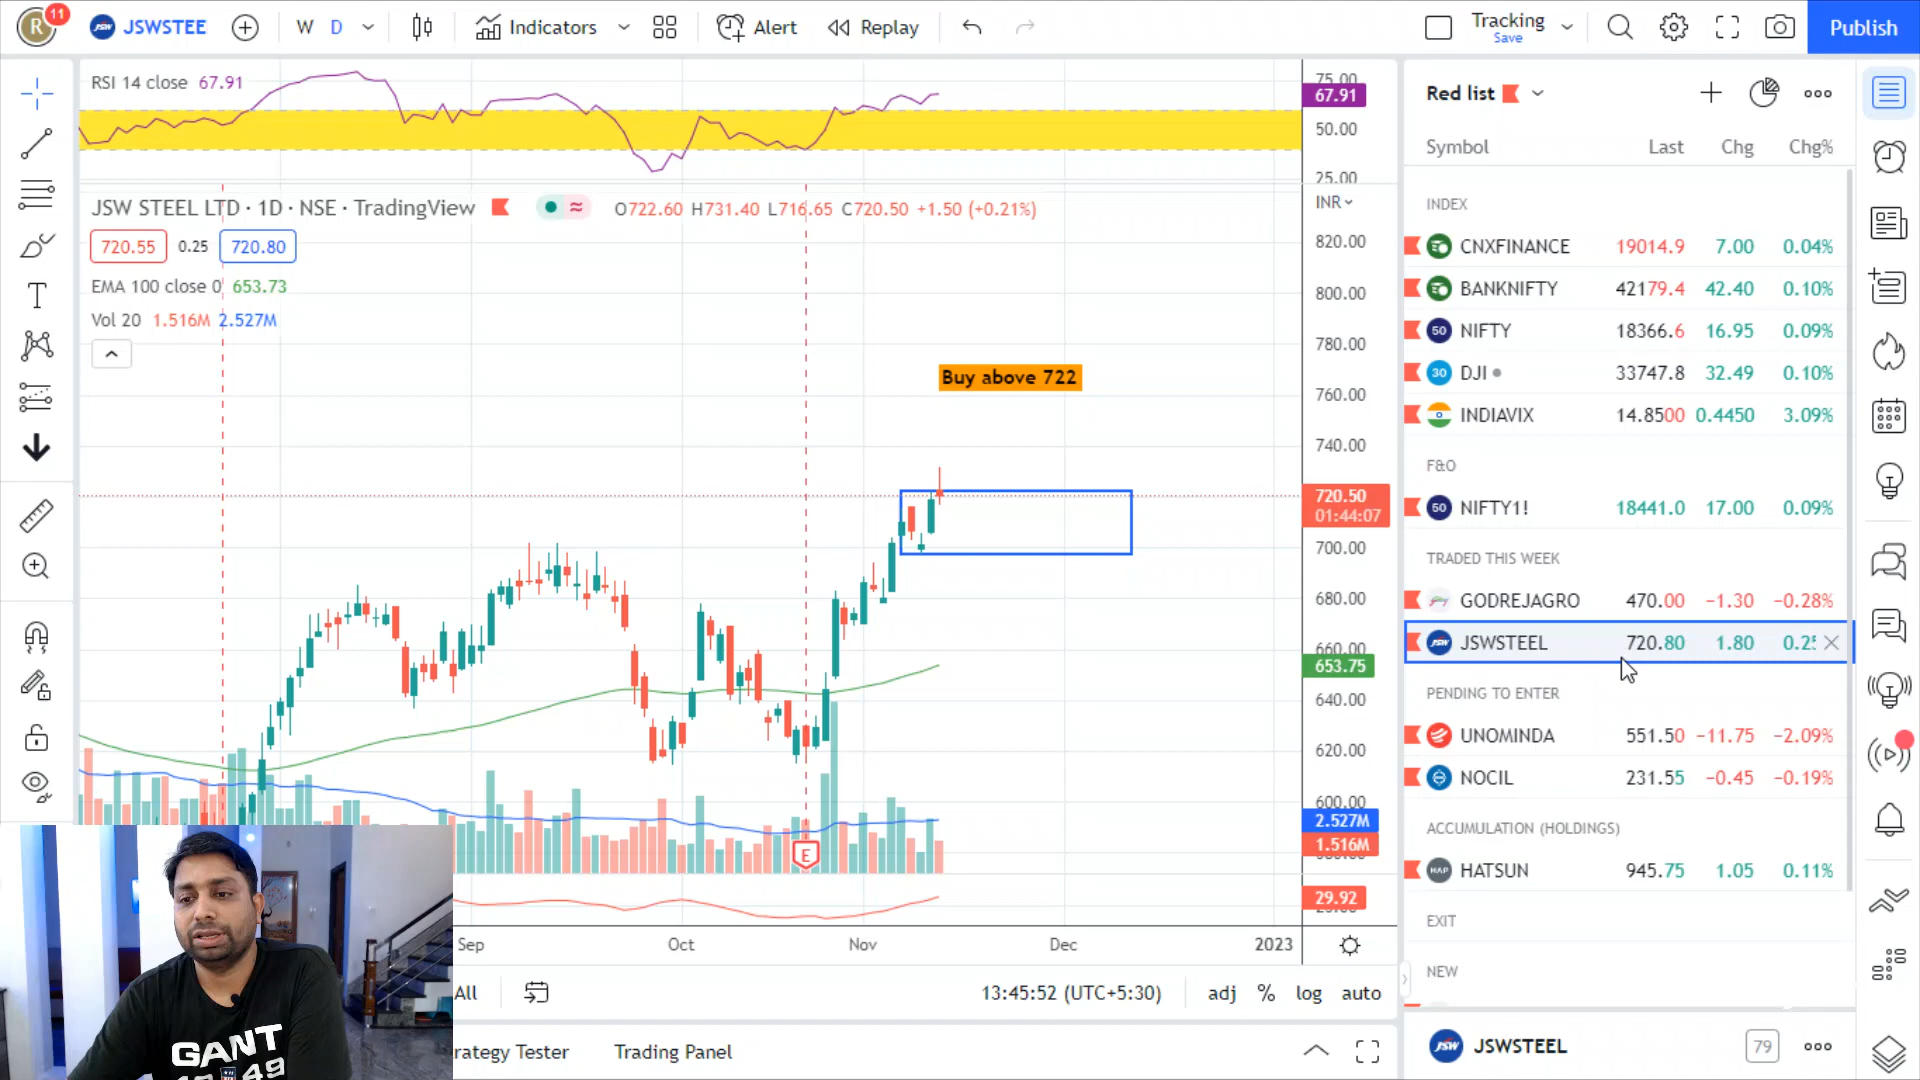 R
11
JSW
JSWSTEE
W
D
Indicators
Alert
Replay
Tracking
Save
Publish
RSI 14 close 67.91
75.00
67.91
50.00
25.00
JSW STEEL LTD · 1D · NSE · TradingView
O722.60 H731.40 L716.65 C720.50 +1.50 (+0.21%)
INR
720.55 0.25 720.80
EMA 100 close 0 653.73
Vol 20 1.516M 2.527M
820.00
800.00
780.00
760.00
740.00
720.50
01:44:07
700.00
680.00
660.00
653.75
640.00
620.00
600.00
2.527M
1.516M
29.92
Buy above 722
E
Sep Oct Nov Dec 2023
All
13:45:52 (UTC+5:30) adj % log auto
rategy Tester Trading Panel
Red list
Symbol Last Chg Chg%
INDEX
CNXFINANCE 19014.9 7.00 0.04%
BANKNIFTY 42179.4 42.40 0.10%
50 NIFTY 18366.6 16.95 0.09%
30 DJI 33747.8 32.49 0.10%
INDIAVIX 14.8500 0.4450 3.09%
F&O
50 NIFTY1! 18441.0 17.00 0.09%
TRADED THIS WEEK
GODREJAGRO 470.00 −1.30 −0.28%
JSW JSWSTEEL 720.80 1.80 0.25
PENDING TO ENTER
UNOMINDA 551.50 −11.75 −2.09%
NOCIL 231.55 −0.45 −0.19%
ACCUMULATION (HOLDINGS)
HAP HATSUN 945.75 1.05 0.11%
EXIT
NEW
JSW JSWSTEEL 79
GANT
49